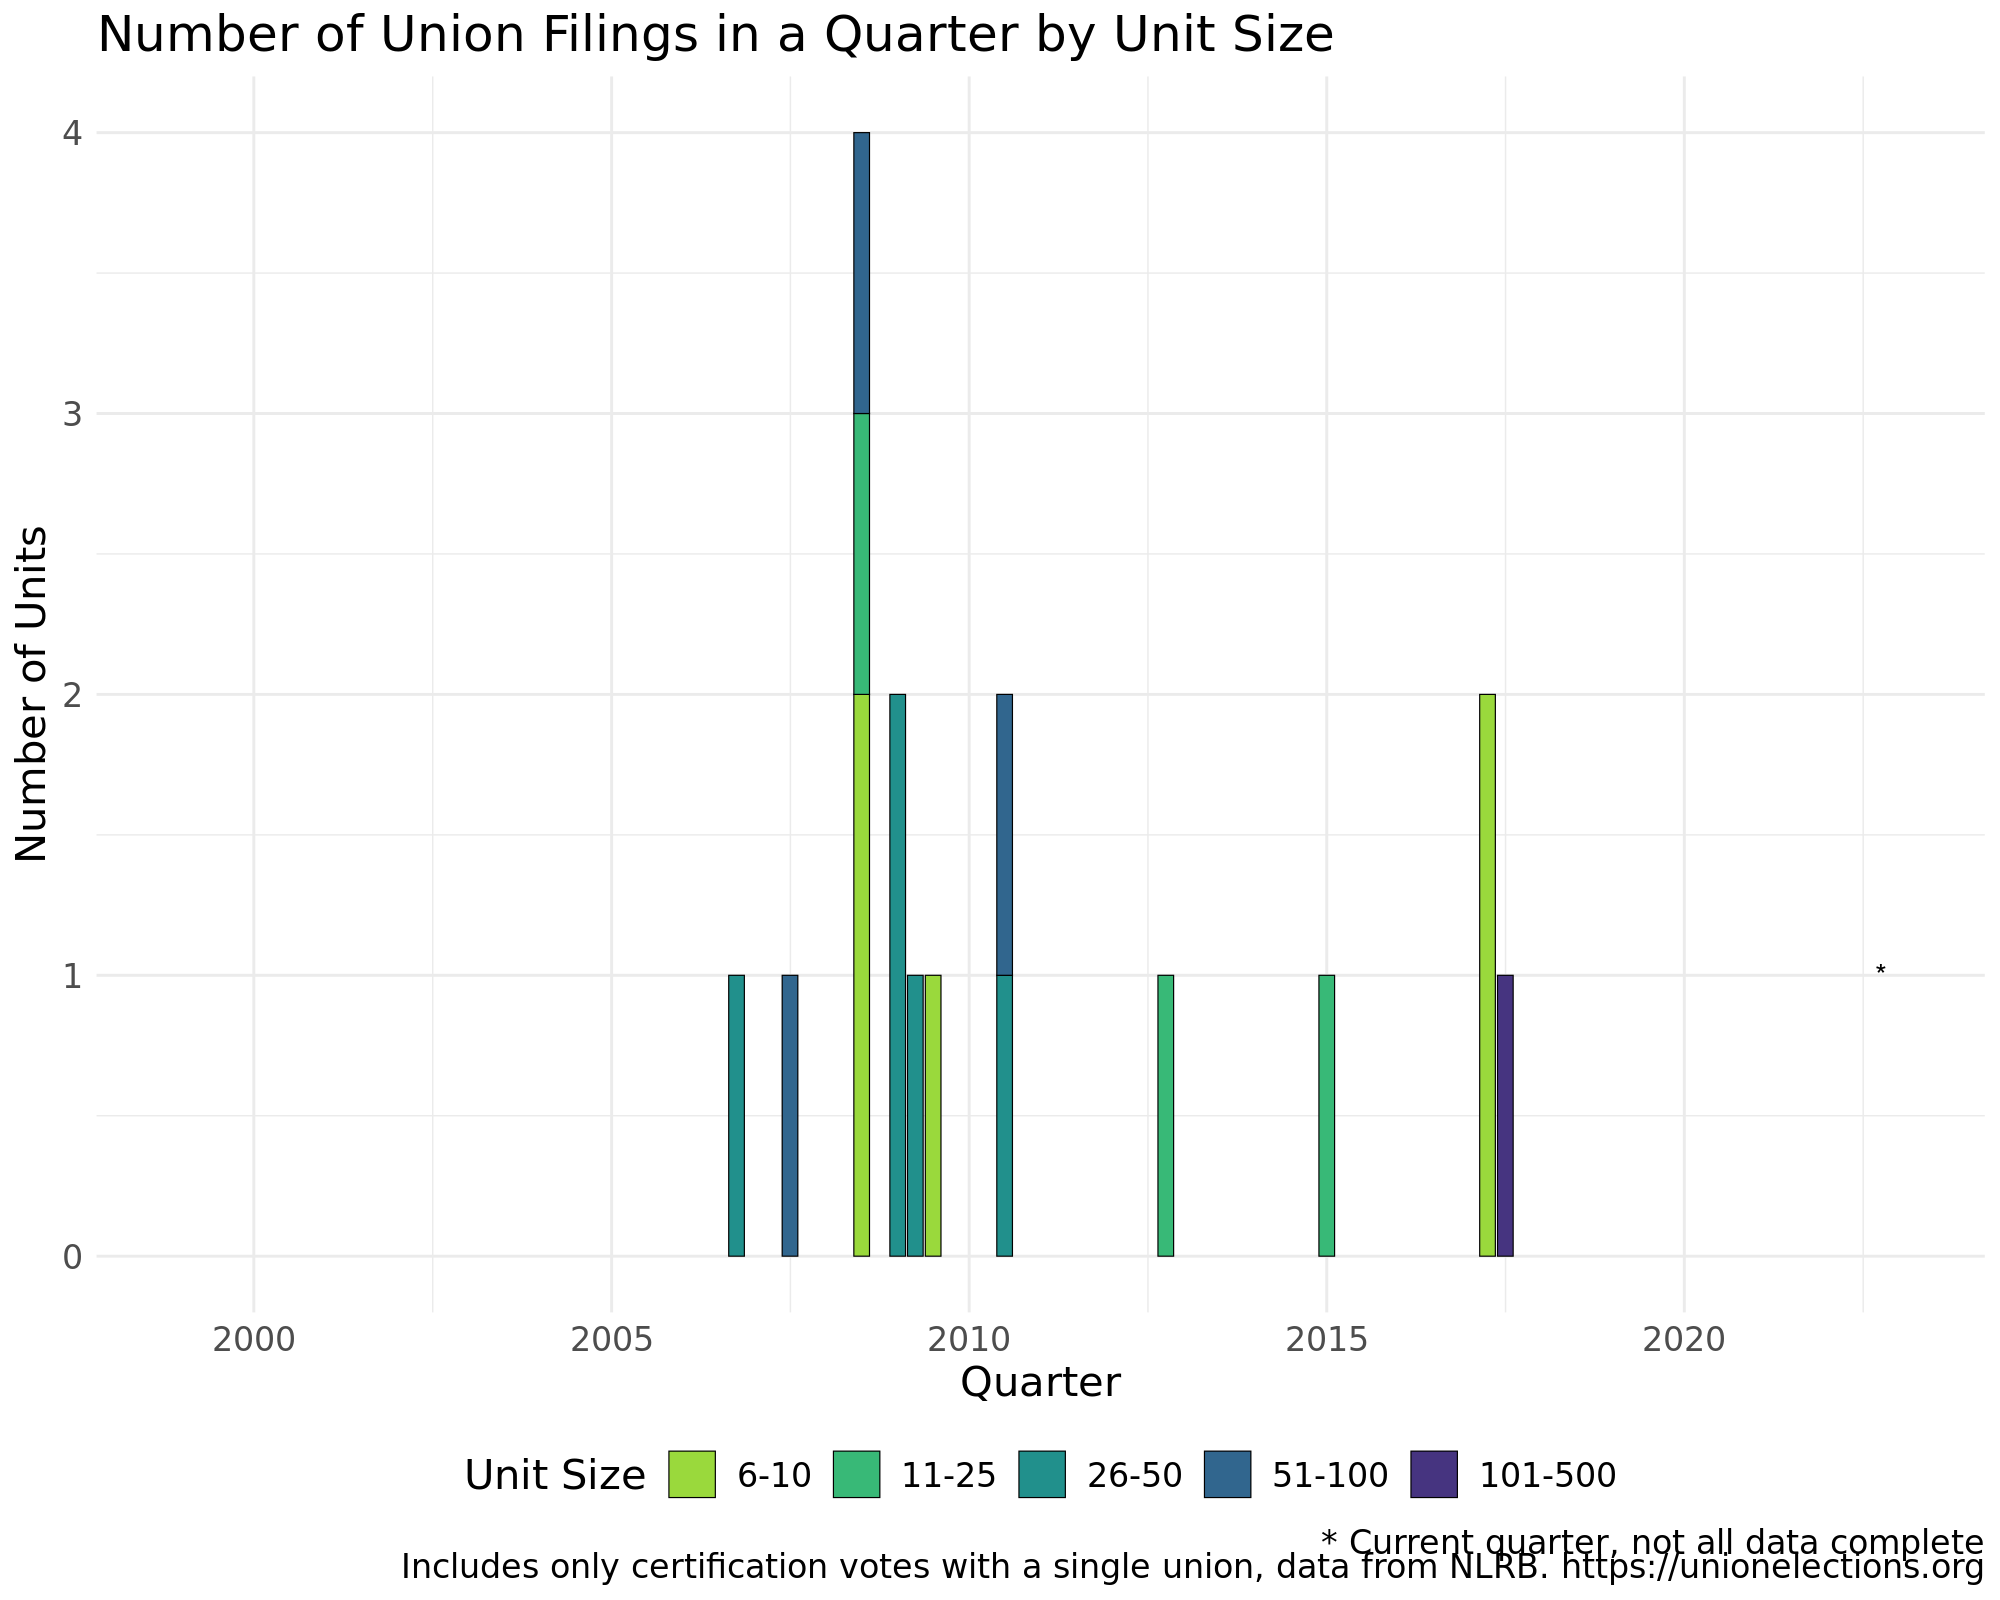 Number of Union Filings in a Quarter by Unit Size
Number of Units
4
3
2
1
0
*
2000 2005 2010 2015 2020
Quarter
Unit Size 6-10 11-25 26-50 51-100 101-500
* Current quarter, not all data complete
Includes only certification votes with a single union, data from NLRB. https://unionelections.org